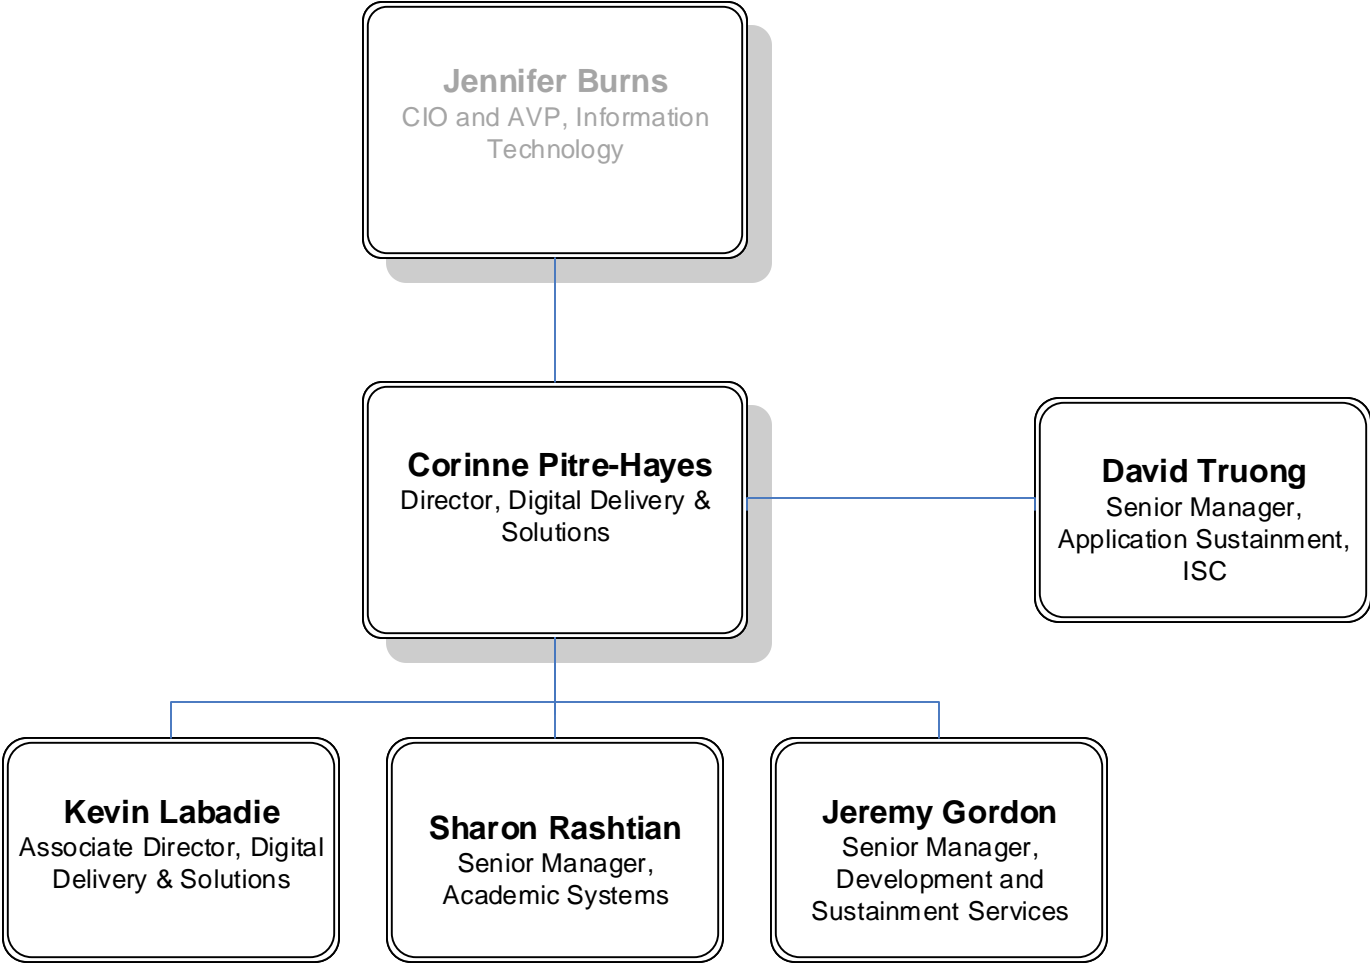 Jennifer Burns
CIO and AVP, Information
Technology
Corinne Pitre-Hayes
Director, Digital Delivery &
Solutions
David Truong
Senior Manager,
Application Sustainment,
ISC
Kevin Labadie
Associate Director, Digital
Delivery & Solutions
Sharon Rashtian
Senior Manager,
Academic Systems
Jeremy Gordon
Senior Manager,
Development and
Sustainment Services